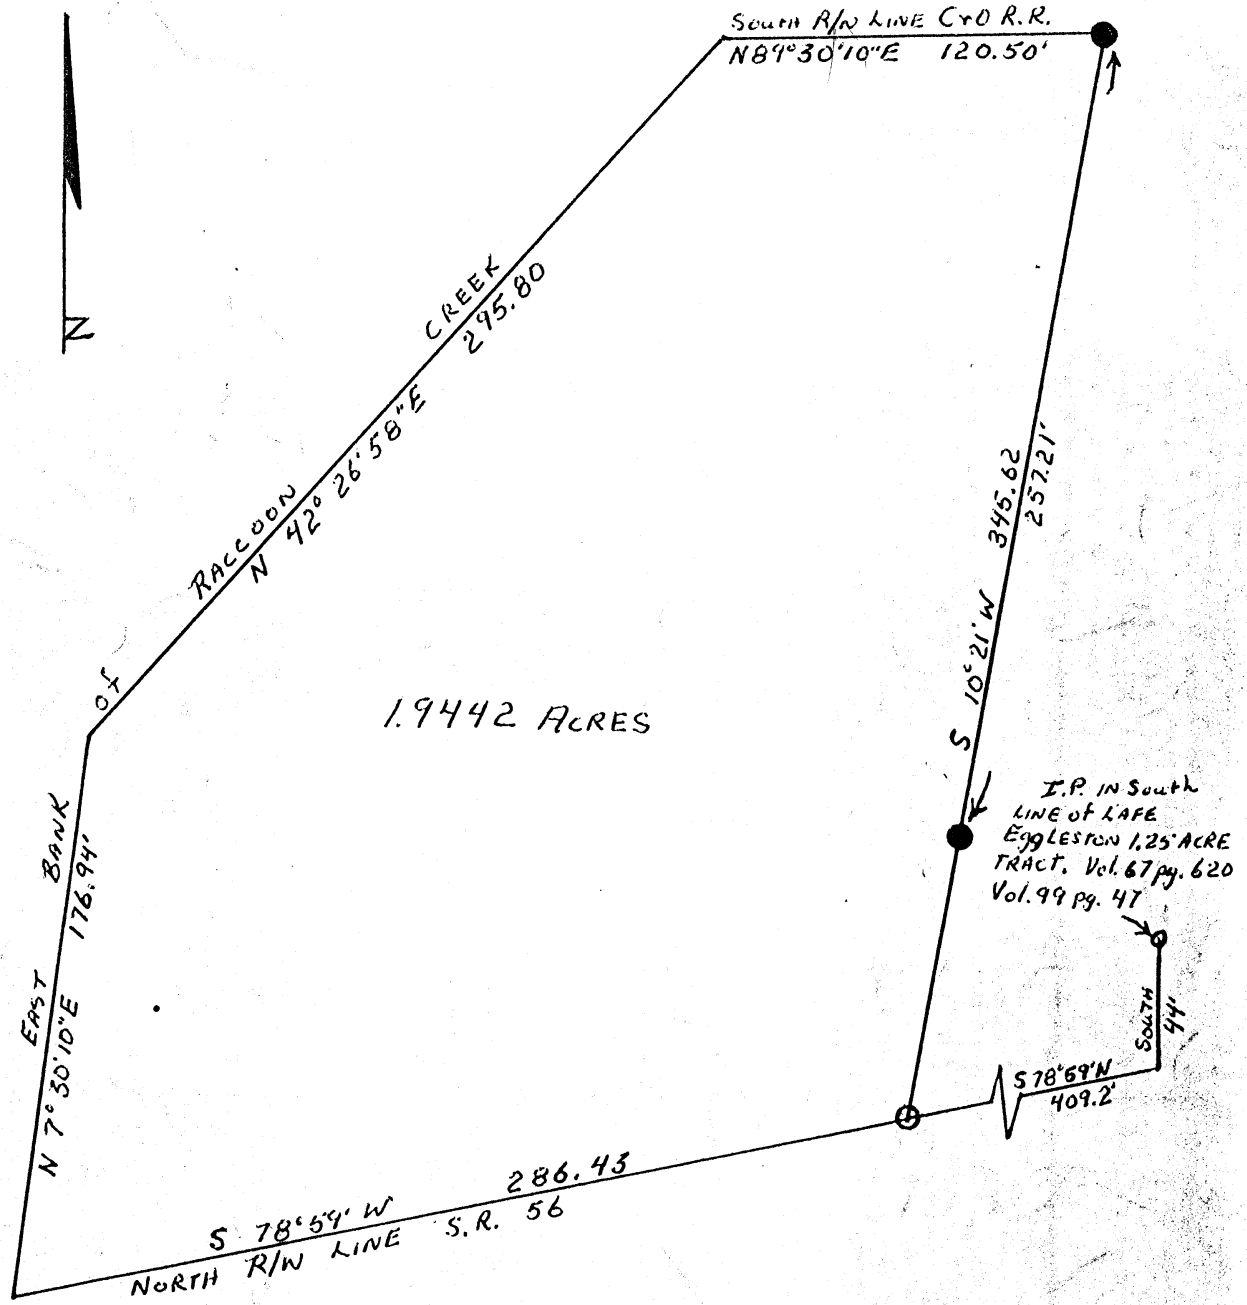 SOUTH R/W LINE C+O R.R.
N89°30'10"E 120.50'
N
CREEK
295.80
RACCOON
N 42° 26' 58" E
of
345.62
257.21'
S 10°21' W
1.9442 ACRES
I.P. IN South
LINE of LAFE
EggLESTON 1.25 ACRE
TRACT. Vol. 67 pg. 620
Vol. 99 pg. 47
EAST BANK
N 7°30'10"E 176.94'
SOUTH
44'
S 78°59'W
409.2'
S 78°59' W 286.43
NORTH R/W LINE S.R. 56